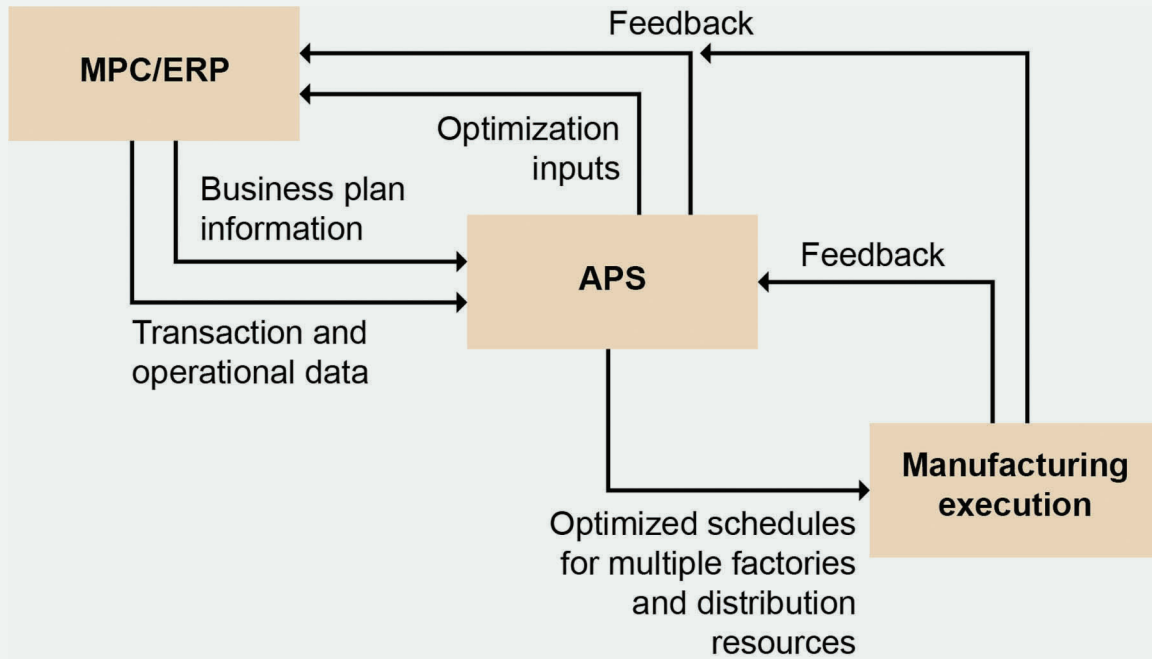 Feedback
MPC/ERP
Optimization
inputs
Business plan
information
APS
Feedback
Transaction and
operational data
Manufacturing
execution
Optimized schedules
for multiple factories
and distribution
resources